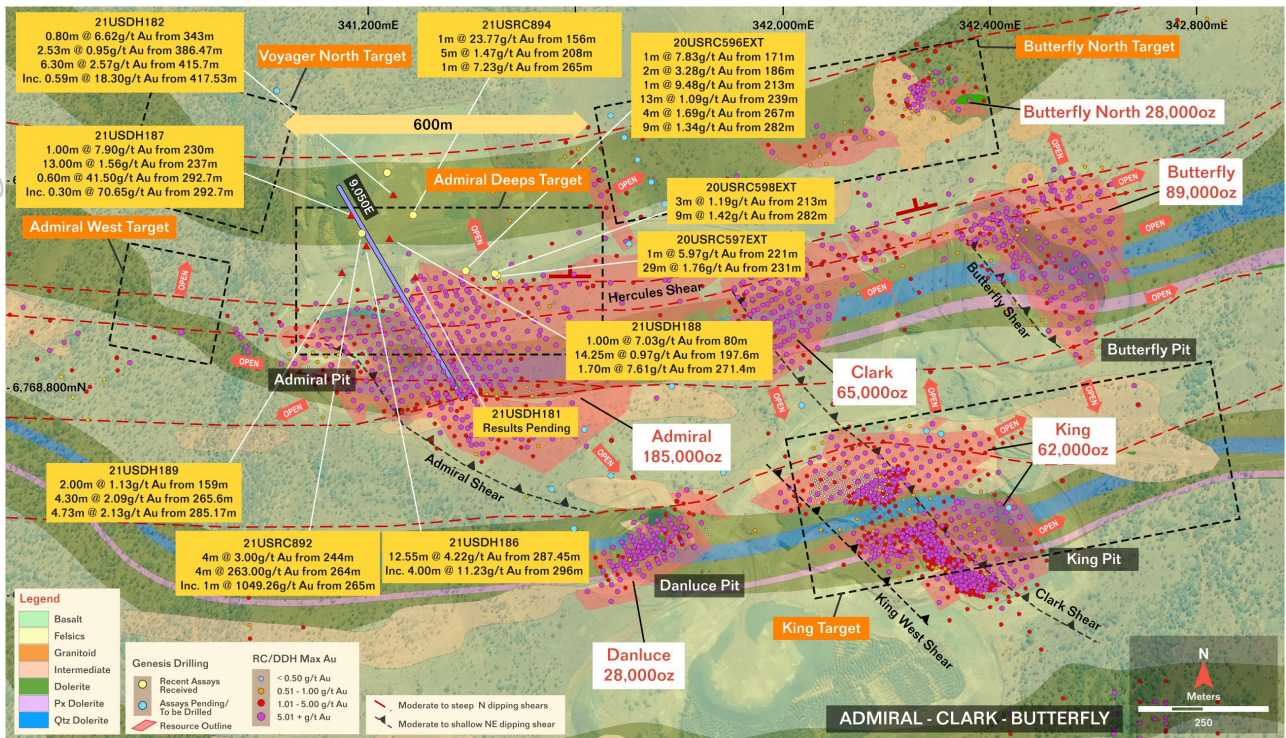 341,200mE
342,000mE
342,400mE
342,800mE
21USDH182
0.80m @ 6.62g/t Au from 343m
2.53m @ 0.95g/t Au from 386.47m
6.30m @ 2.57g/t Au from 415.7m
Inc. 0.59m @ 18.30g/t Au from 417.53m
Voyager North Target
21USRC894
1m @ 23.77g/t Au from 156m
5m @ 1.47g/t Au from 208m
1m @ 7.23g/t Au from 265m
20USRC596EXT
1m @ 7.83g/t Au from 171m
2m @ 3.28g/t Au from 186m
1m @ 9.48g/t Au from 213m
13m @ 1.09g/t Au from 239m
4m @ 1.69g/t Au from 267m
9m @ 1.34g/t Au from 282m
Butterfly North Target
Butterfly North 28,000oz
600m
21USDH187
1.00m @ 7.90g/t Au from 230m
13.00m @ 1.56g/t Au from 237m
0.60m @ 41.50g/t Au from 292.7m
Inc. 0.30m @ 70.65g/t Au from 292.7m
9,050E
Admiral Deeps Target
OPEN
OPEN
OPEN
Butterfly
89,000oz
20USRC598EXT
3m @ 1.19g/t Au from 213m
9m @ 1.42g/t Au from 282m
Admiral West Target
OPEN
OPEN
20USRC597EXT
1m @ 5.97g/t Au from 221m
29m @ 1.76g/t Au from 231m
OPEN
OPEN
OPEN
Hercules Shear
Butterfly Shear
21USDH188
1.00m @ 7.03g/t Au from 80m
14.25m @ 0.97g/t Au from 197.6m
1.70m @ 7.61g/t Au from 271.4m
Butterfly Pit
OPEN
Admiral Pit
Clark
65,000oz
6,768,800mN
OPEN
OPEN
OPEN
OPEN
OPEN
21USDH181
Results Pending
Admiral
185,000oz
King
62,000oz
OPEN
Admiral Shear
21USDH189
2.00m @ 1.13g/t Au from 159m
4.30m @ 2.09g/t Au from 265.6m
4.73m @ 2.13g/t Au from 285.17m
OPEN
21USRC892
4m @ 3.00g/t Au from 244m
4m @ 263.00g/t Au from 264m
Inc. 1m @ 1049.26g/t Au from 265m
21USDH186
12.55m @ 4.22g/t Au from 287.45m
Inc. 4.00m @ 11.23g/t Au from 296m
Danluce Pit
King Pit
King West Shear
Clark Shear
King Target
Danluce
28,000oz
Legend
Basalt
Felsics
Granitoid
Intermediate
Dolerite
Px Dolerite
Qtz Dolerite
Genesis Drilling
Recent Assays
Received
Assays Pending/
To be Drilled
Resource Outline
RC/DDH Max Au
< 0.50 g/t Au
0.51 - 1.00 g/t Au
1.01 - 5.00 g/t Au
5.01 + g/t Au
Moderate to steep N dipping shears
Moderate to shallow NE dipping shear
ADMIRAL - CLARK - BUTTERFLY
N
Meters
250